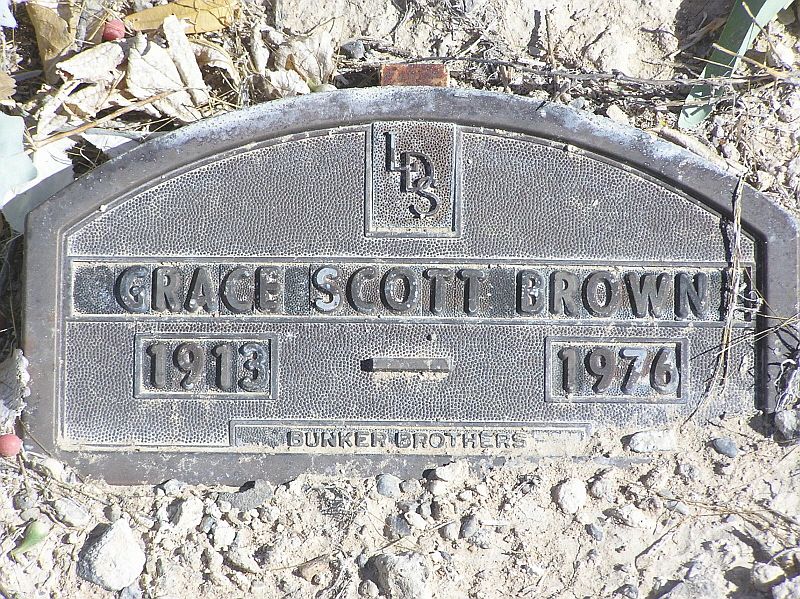 LDS
GRACE SCOTT BROWN
1913 — 1976
BUNKER BROTHERS